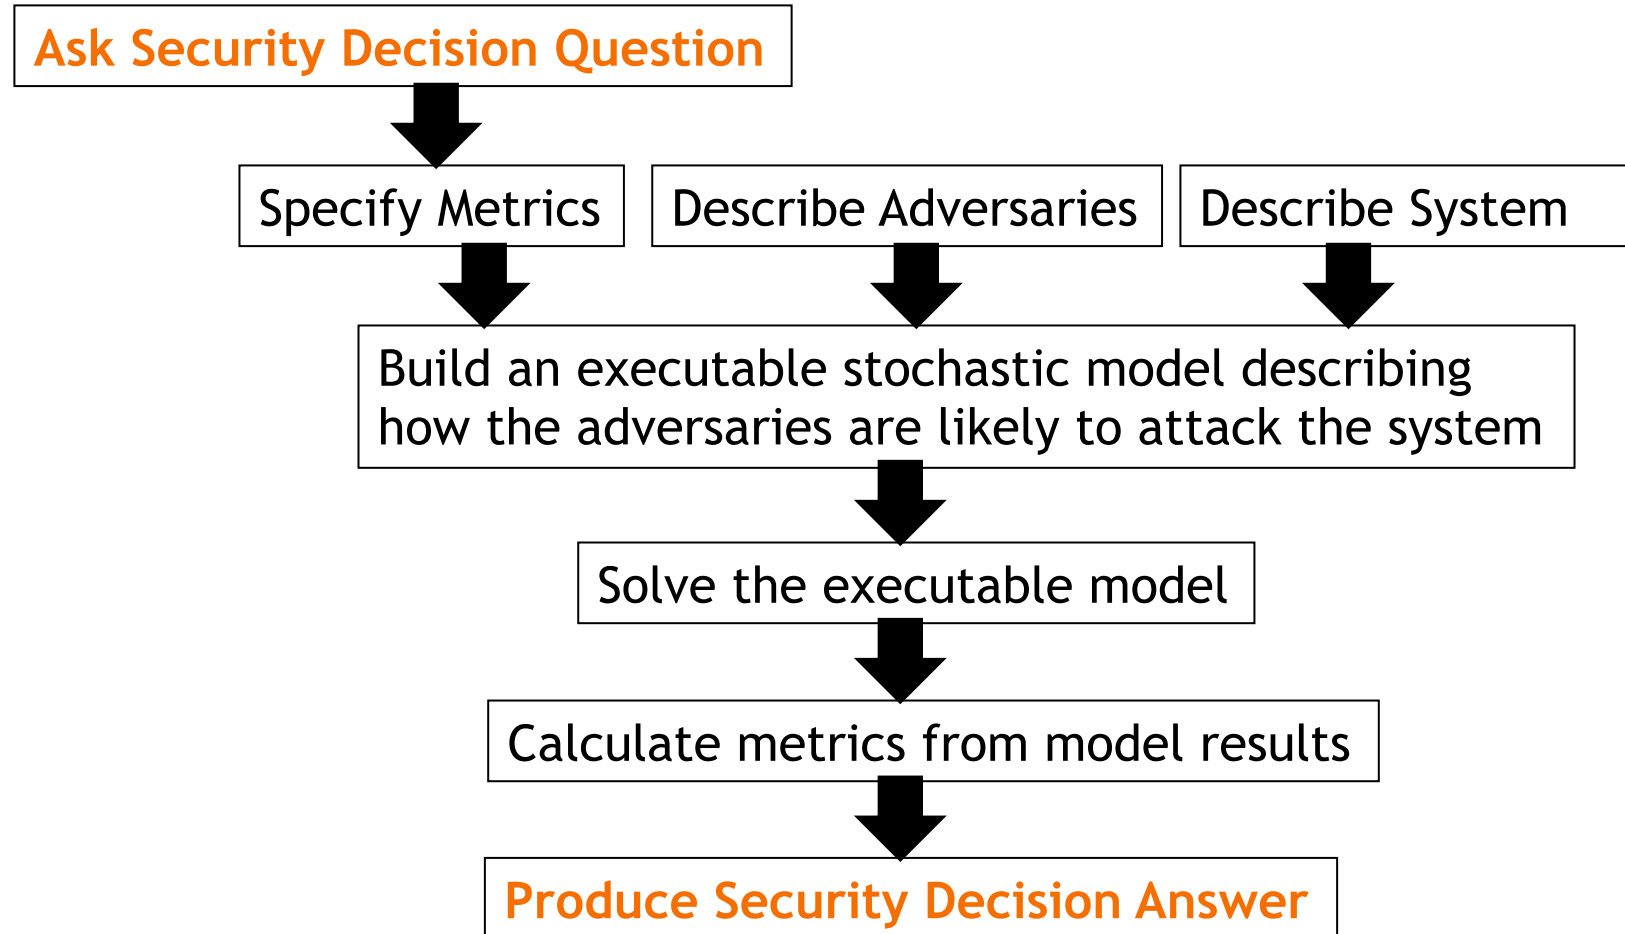 Ask Security Decision Question
Specify Metrics
Describe Adversaries
Describe System
Build an executable stochastic model describing
how the adversaries are likely to attack the system
Solve the executable model
Calculate metrics from model results
Produce Security Decision Answer